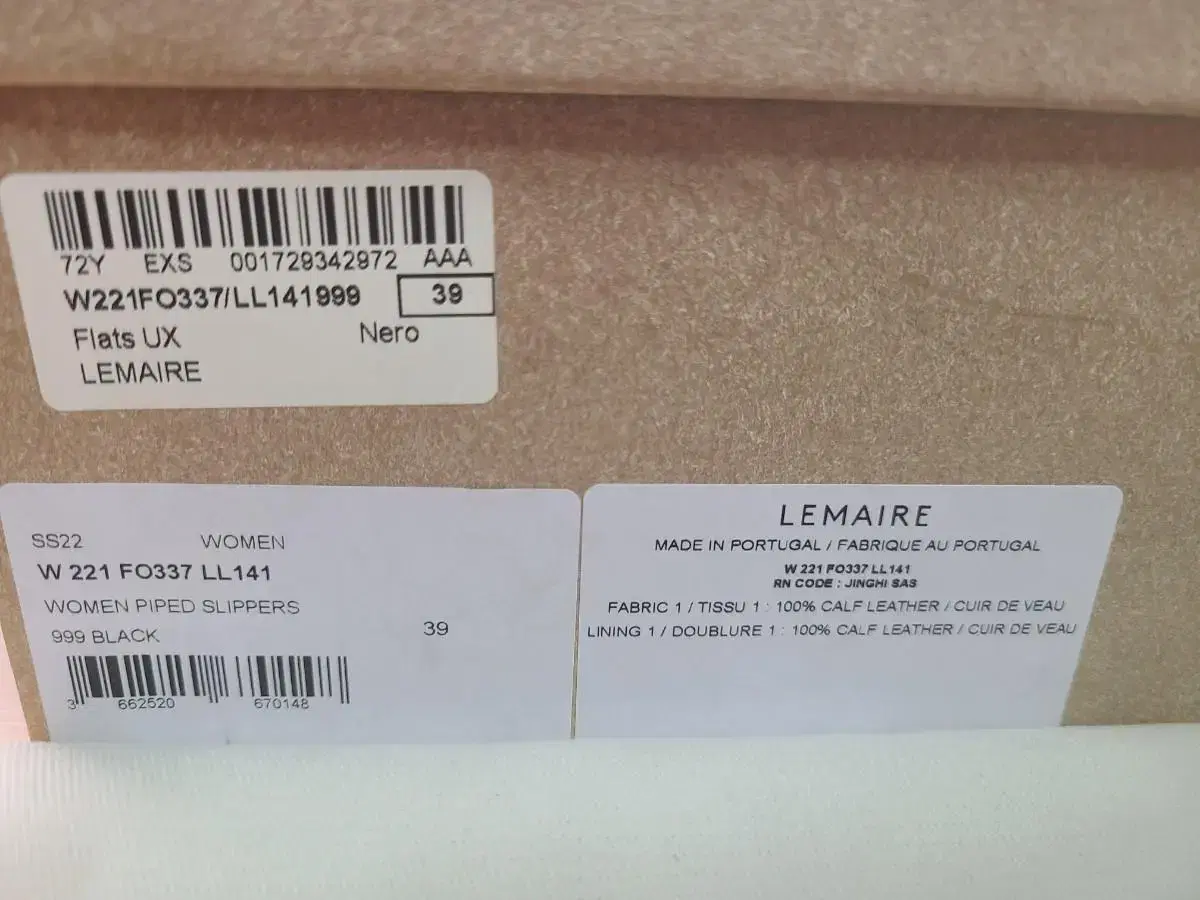 72Y EXS 001729342972 AAA
W221FO337/LL141999 39
Flats UX Nero
LEMAIRE
SS22 WOMEN
W 221 FO337 LL141
WOMEN PIPED SLIPPERS
999 BLACK 39
3 662520 670148
LEMAIRE
MADE IN PORTUGAL / FABRIQUE AU PORTUGAL
W 221 FO337 LL141
RN CODE : JINGHI SAS
FABRIC 1 / TISSU 1 : 100% CALF LEATHER / CUIR DE VEAU
LINING 1 / DOUBLURE 1 : 100% CALF LEATHER / CUIR DE VEAU